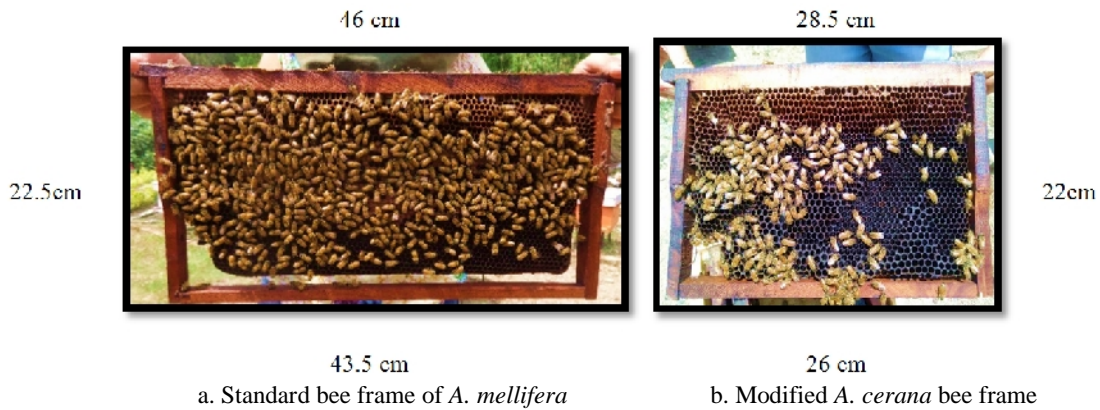 46 cm
28.5 cm
22.5cm
22cm
43.5 cm
26 cm
a. Standard bee frame of A. mellifera
b. Modified A. cerana bee frame